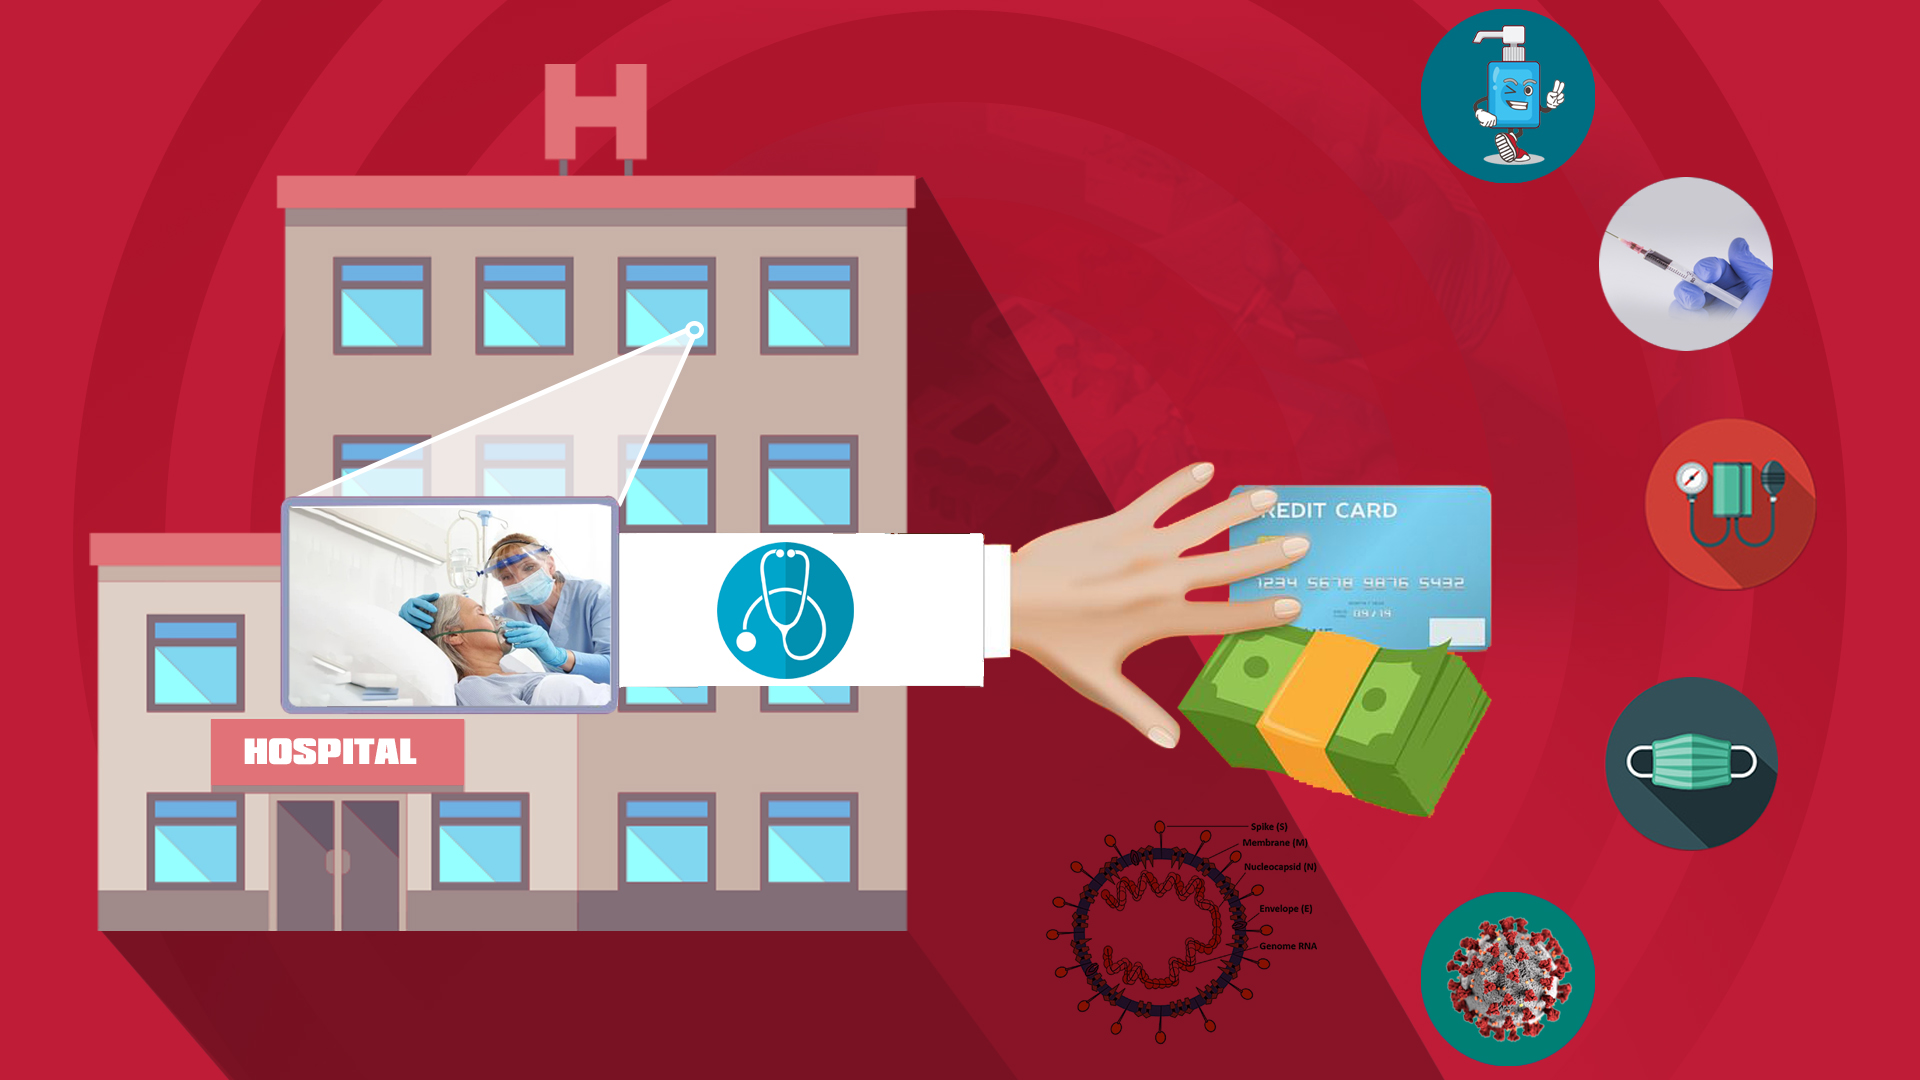 H
HOSPITAL
REDIT CARD
1234 5678 9876 5432
09/19
Spike (S)
Membrane (M)
Nucleocapsid (N)
Envelope (E)
Genome RNA